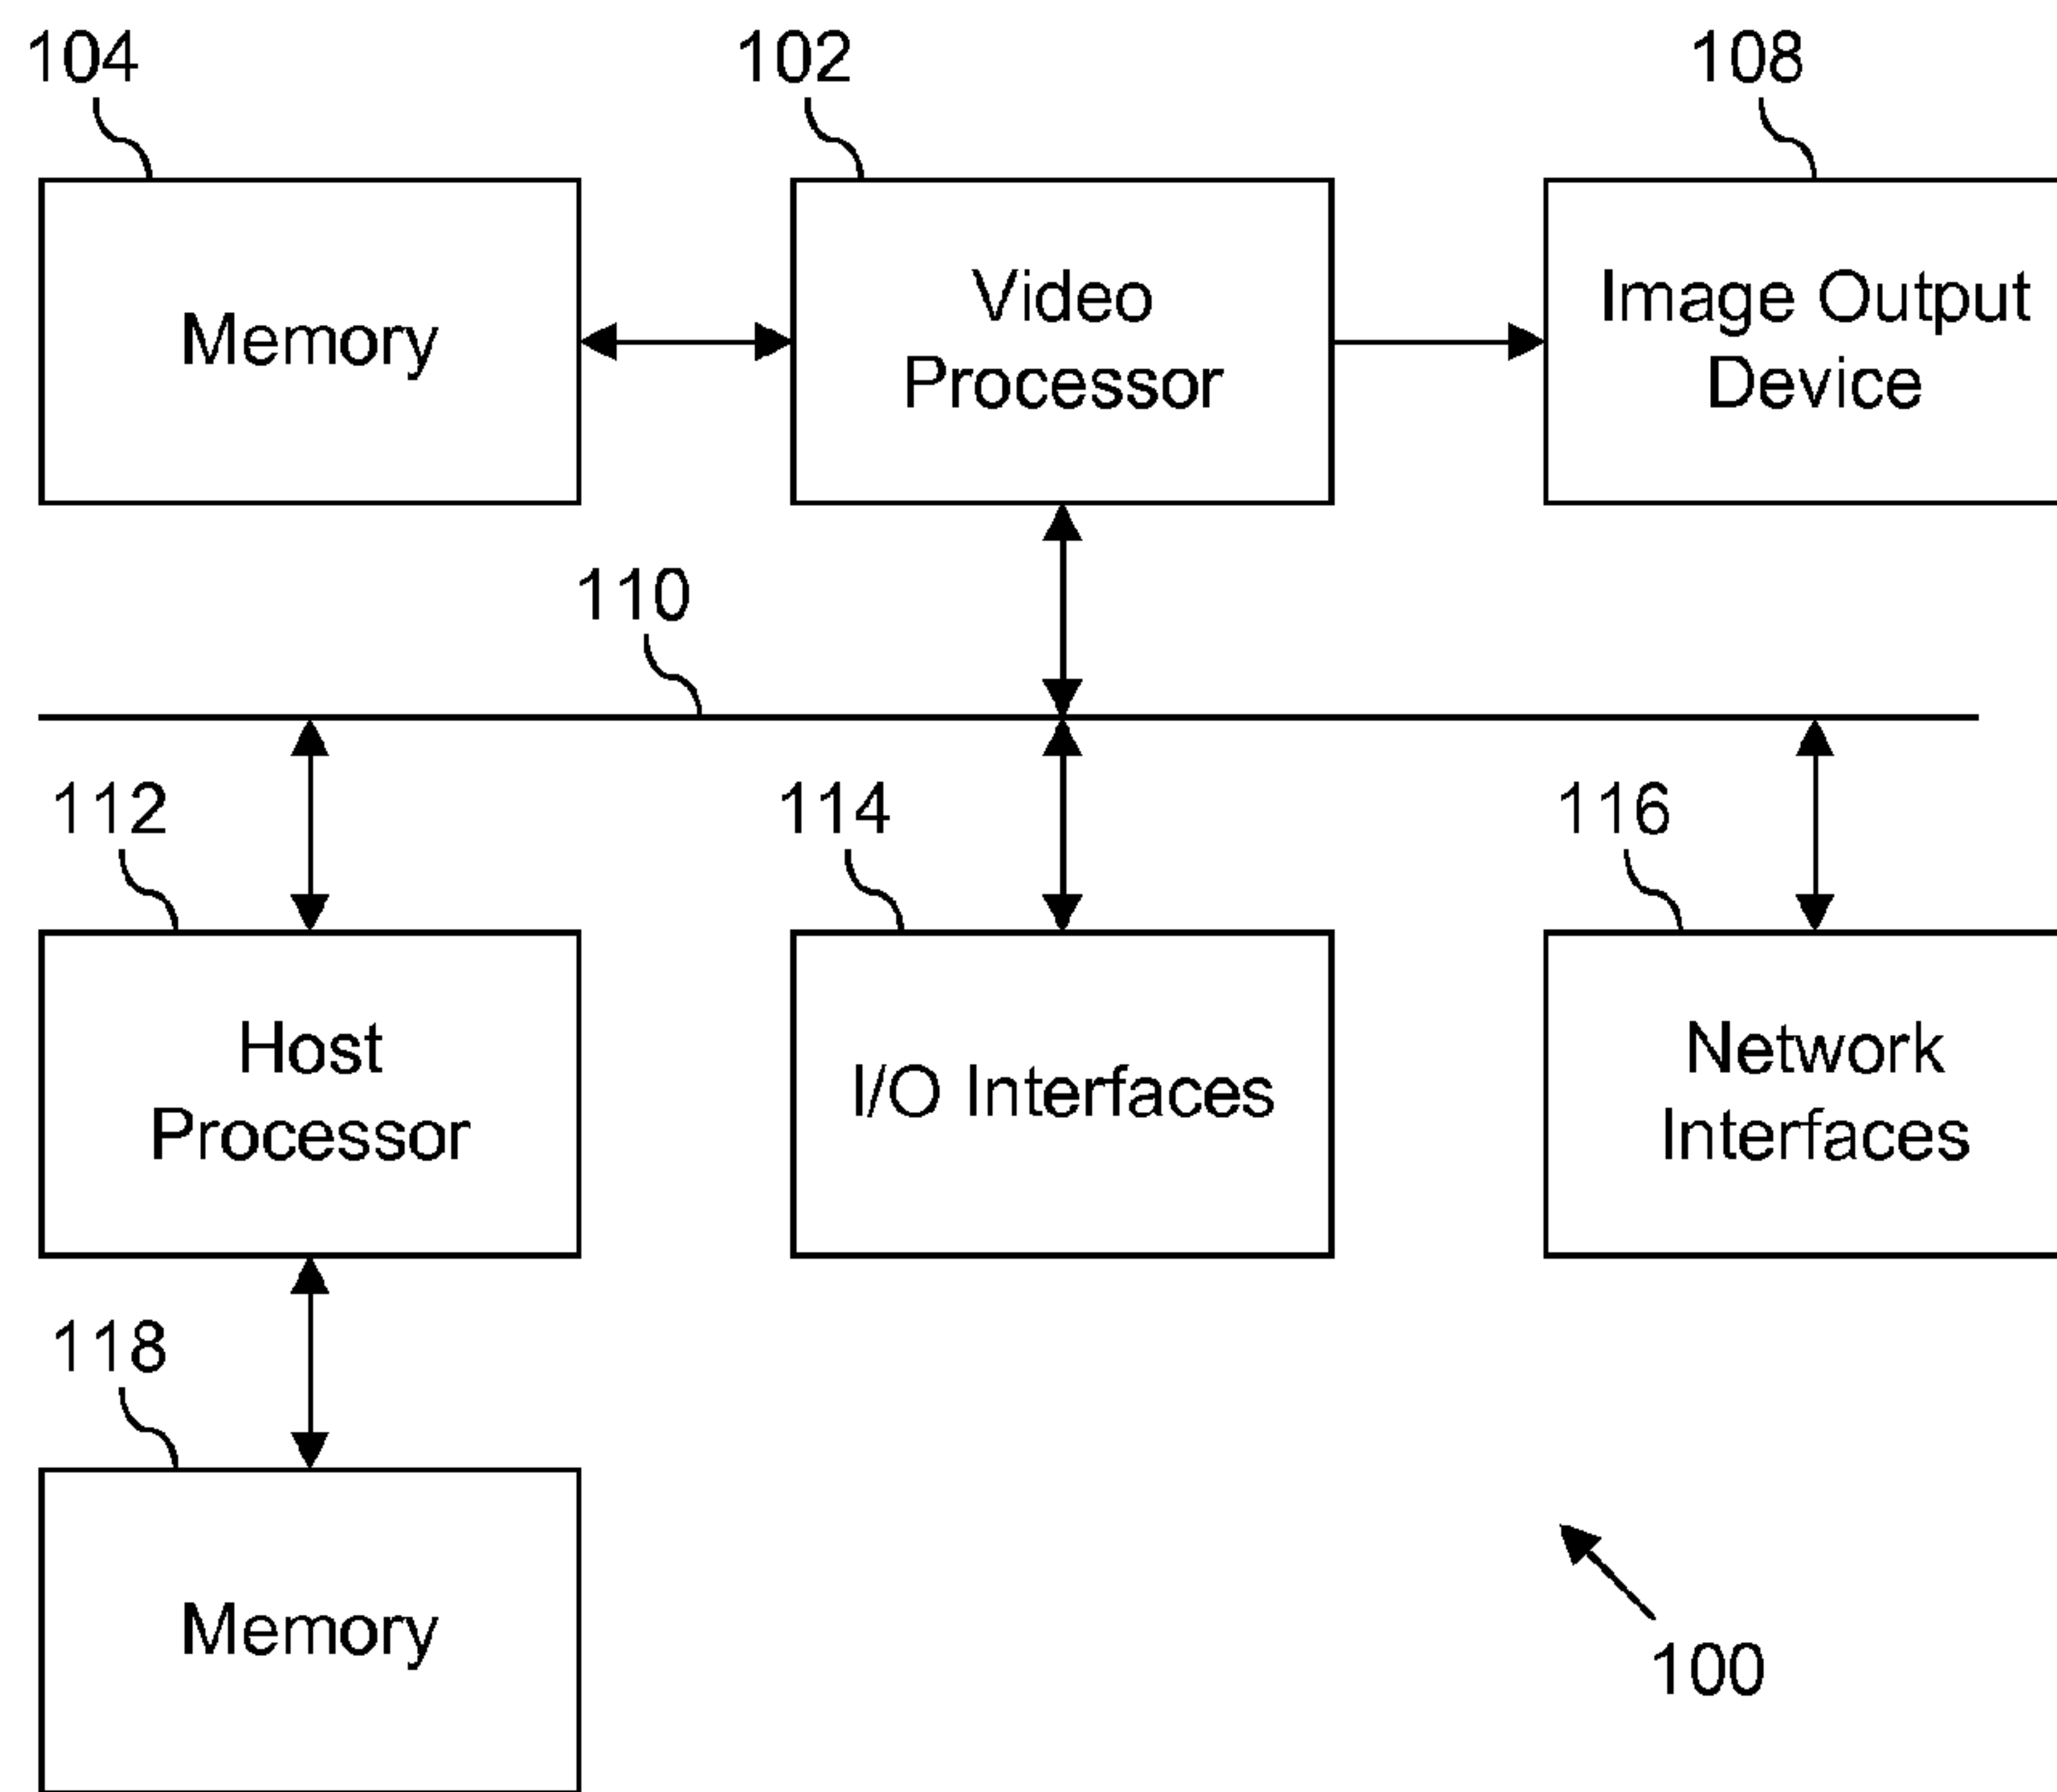 104
102
108
Memory
Video
Processor
Image Output
Device
110
112
114
116
Host
Processor
I/O Interfaces
Network
Interfaces
118
Memory
100